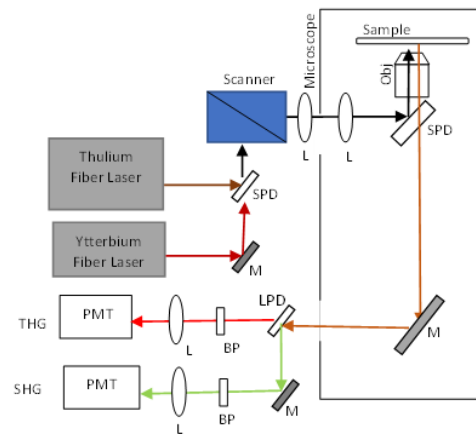 Sample
Microscope
Obj
Scanner
SPD
L
L
Thulium
Fiber Laser
SPD
Ytterbium
Fiber Laser
M
LPD
M
THG
PMT
L
BP
SHG
PMT
L
BP
M